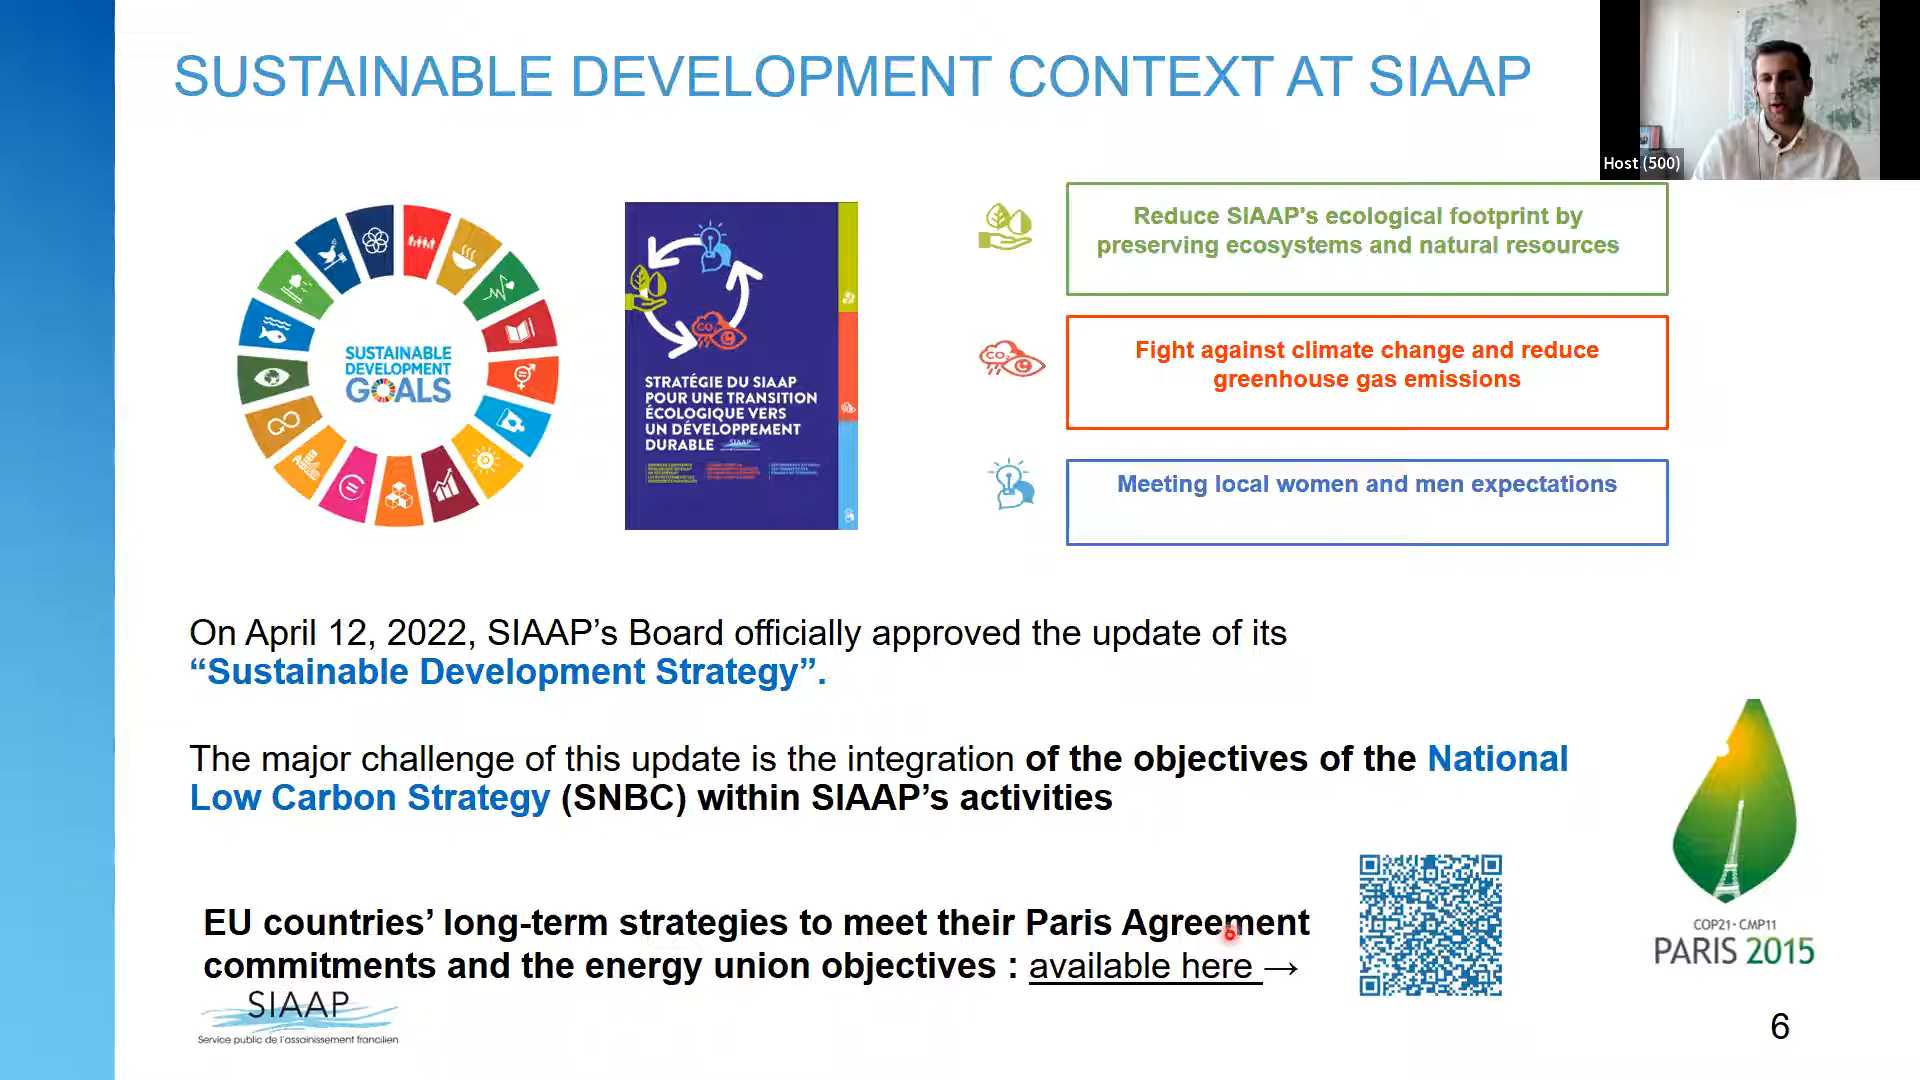 SUSTAINABLE DEVELOPMENT CONTEXT AT SIAAP
Host (500)
SUSTAINABLE
DEVELOPMENT
GOALS
CO
STRATÉGIE DU SIAAP
POUR UNE TRANSITION
ÉCOLOGIQUE VERS
UN DÉVELOPPEMENT
DURABLE
SIAAP
Reduce SIAAP's ecological footprint by
preserving ecosystems and natural resources
CO
Fight against climate change and reduce
greenhouse gas emissions
Meeting local women and men expectations
On April 12, 2022, SIAAP’s Board officially approved the update of its
“Sustainable Development Strategy”.
The major challenge of this update is the integration of the objectives of the National
Low Carbon Strategy (SNBC) within SIAAP’s activities
EU countries’ long-term strategies to meet their Paris Agreement
commitments and the energy union objectives : available here →
COP21·CMP11
PARIS 2015
SIAAP
Service public de l'assainissement francilien
6